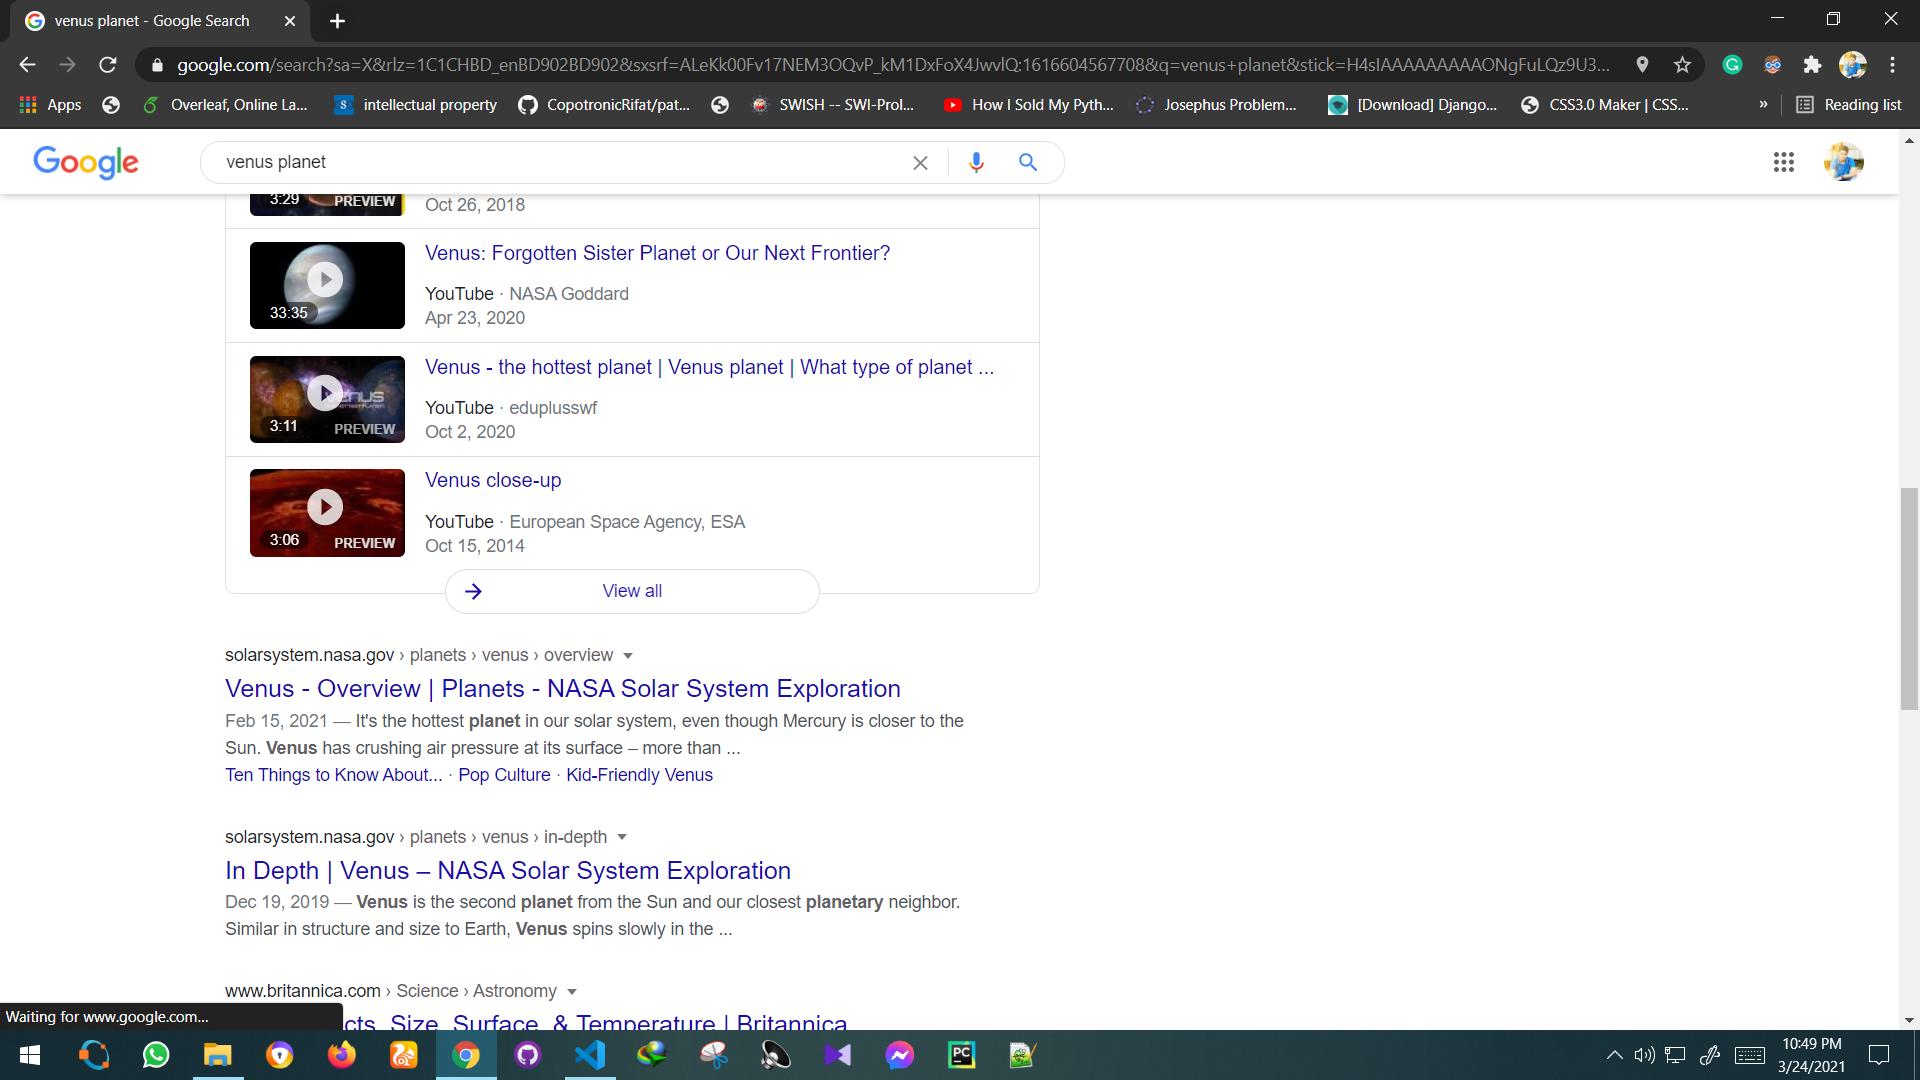 venus planet - Google Search
google.com/search?sa=X&rlz=1C1CHBD_enBD902BD902&sxsrf=ALeKk00Fv17NEM3OQvP_kM1DxFoX4JwvlQ:1616604567708&q=venus+planet&stick=H4sIAAAAAAAAAONgFuLQz9U3...
Apps Overleaf, Online La... intellectual property CopotronicRifat/pat... SWISH -- SWI-Prol... How I Sold My Pyth... Josephus Problem... [Download] Django... CSS3.0 Maker | CSS... » Reading list
Google venus planet
3:29 PREVIEW Oct 26, 2018
Venus: Forgotten Sister Planet or Our Next Frontier?
YouTube · NASA Goddard
33:35 Apr 23, 2020
Venus - the hottest planet | Venus planet | What type of planet ...
YouTube · eduplusswf
3:11 PREVIEW Oct 2, 2020
Venus close-up
YouTube · European Space Agency, ESA
3:06 PREVIEW Oct 15, 2014
View all
solarsystem.nasa.gov › planets › venus › overview
Venus - Overview | Planets - NASA Solar System Exploration
Feb 15, 2021 — It's the hottest planet in our solar system, even though Mercury is closer to the
Sun. Venus has crushing air pressure at its surface – more than ...
Ten Things to Know About... · Pop Culture · Kid-Friendly Venus
solarsystem.nasa.gov › planets › venus › in-depth
In Depth | Venus – NASA Solar System Exploration
Dec 19, 2019 — Venus is the second planet from the Sun and our closest planetary neighbor.
Similar in structure and size to Earth, Venus spins slowly in the ...
www.britannica.com › Science › Astronomy
cts, Size, Surface, & Temperature | Britannica
Waiting for www.google.com...
10:49 PM
3/24/2021